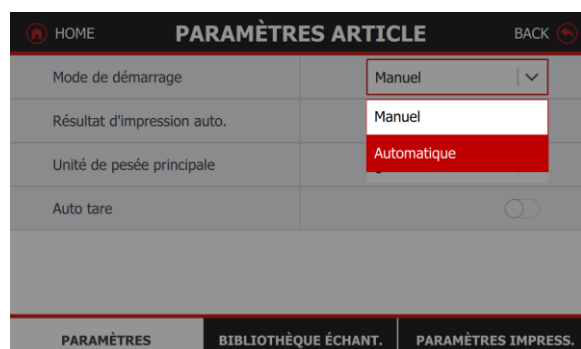 HOME PARAMÈTRES ARTICLE BACK
Mode de démarrage Manuel
Résultat d'impression auto. Manuel
Automatique
Unité de pesée principale
Auto tare
PARAMÈTRES BIBLIOTHÈQUE ÉCHANT. PARAMÈTRES IMPRESS.